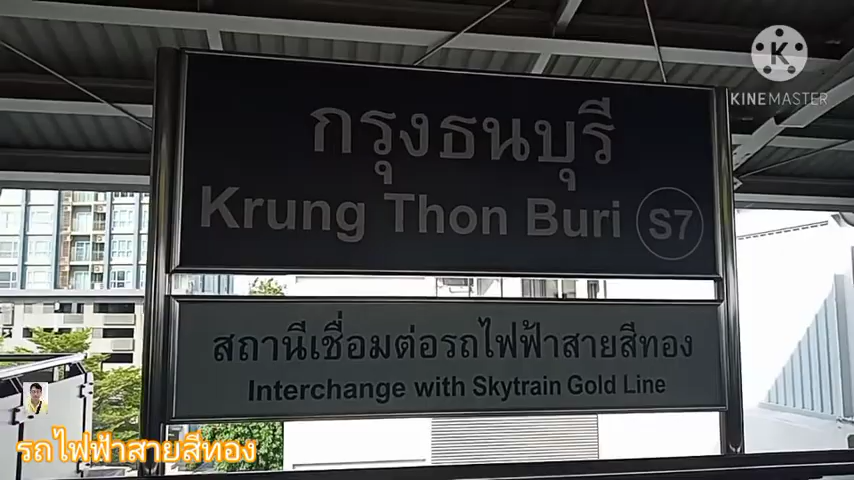 K
KINEMASTER
กรุงธนบุรี
Krung Thon Buri S7
สถานีเชื่อมต่อรถไฟฟ้าสายสีทอง
Interchange with Skytrain Gold Line
รถไฟฟ้าสายสีทอง